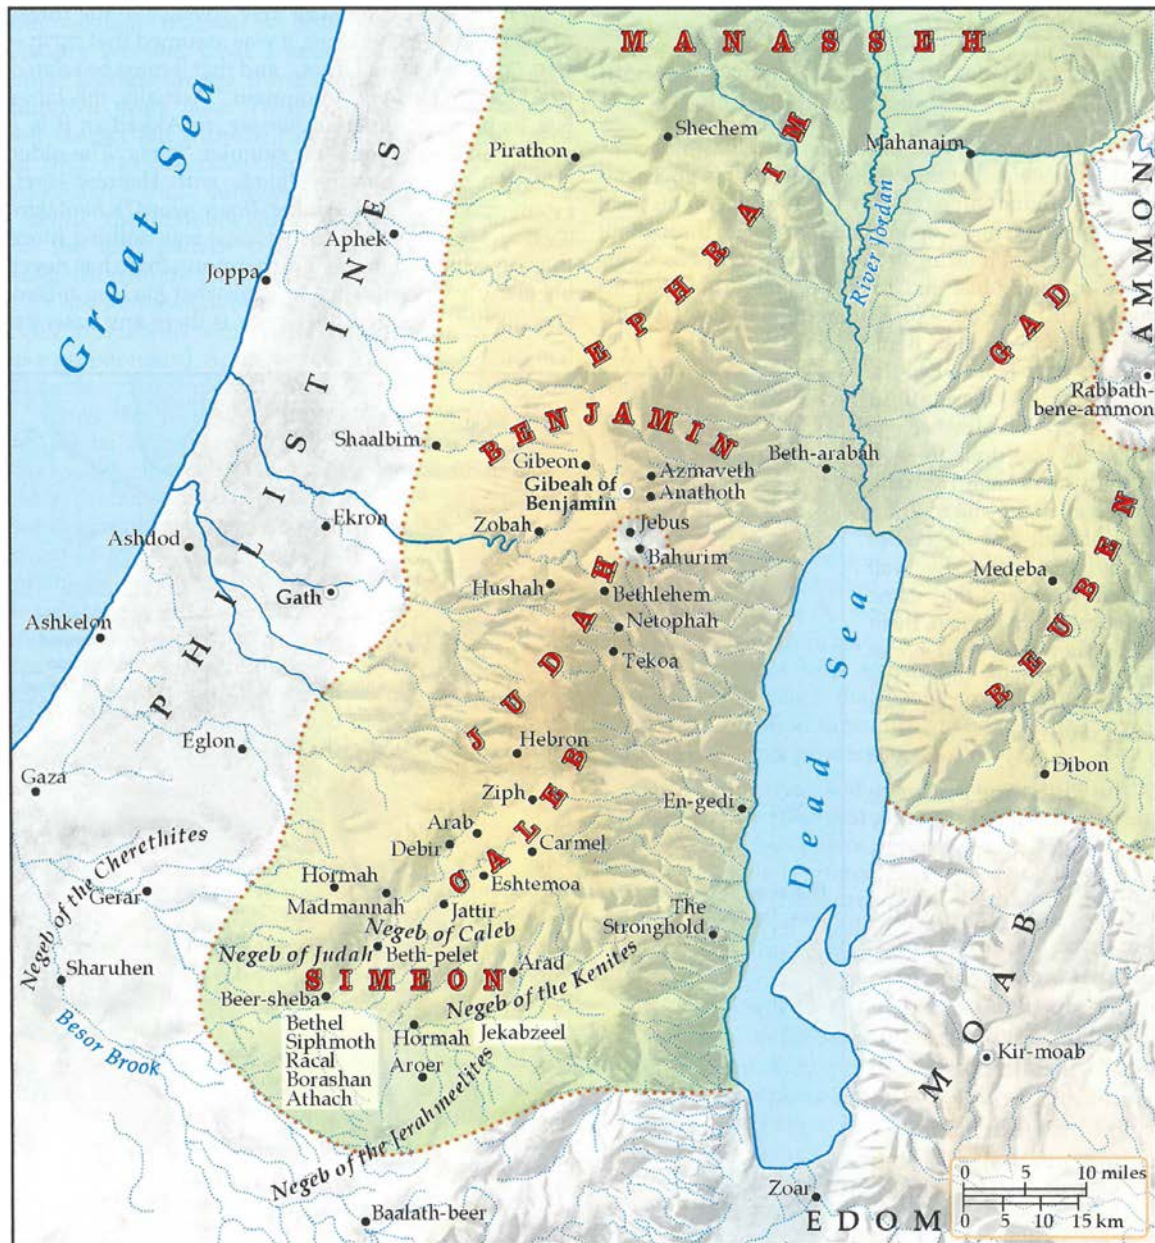 MANASSEH
Great Sea
Shechem
Pirathon
Mahanaim
EPHRAIM
AMMON
PHILISTINES
Aphek
Joppa
River Jordan
GAD
Rabbath-
bene-ammon
BENJAMIN
Shaalbim
Gibeon
Azmaveth
Beth-arabah
Gibeah of
Benjamin
Anathoth
REUBEN
Ekron
Zobah
Jebus
Ashdod
Bahurim
Medeba
Hushah
Gath
Bethlehem
Ashkelon
Netophah
JUDAH
Tekoa
Dead Sea
Eglon
Hebron
Dibon
Gaza
CALEB
Ziph
En-gedi
Arab
Debir
Carmel
Negeb of the Cherethites
Hormah
Eshtemoa
Gerar
Madmannah
Jattir
The
Stronghold
Negeb of Caleb
Negeb of Judah
Beth-pelet
MOAB
Sharuhen
SIMEON
Arad
Negeb of the Kenites
Beer-sheba
Besor Brook
Bethel
Siphmoth
Racal
Borashan
Athach
Hormah
Jekabzeel
Aroer
Kir-moab
Negeb of the Jerahmeelites
Zoar
Baalath-beer
EDOM
0 5 10 miles
0 5 10 15 km